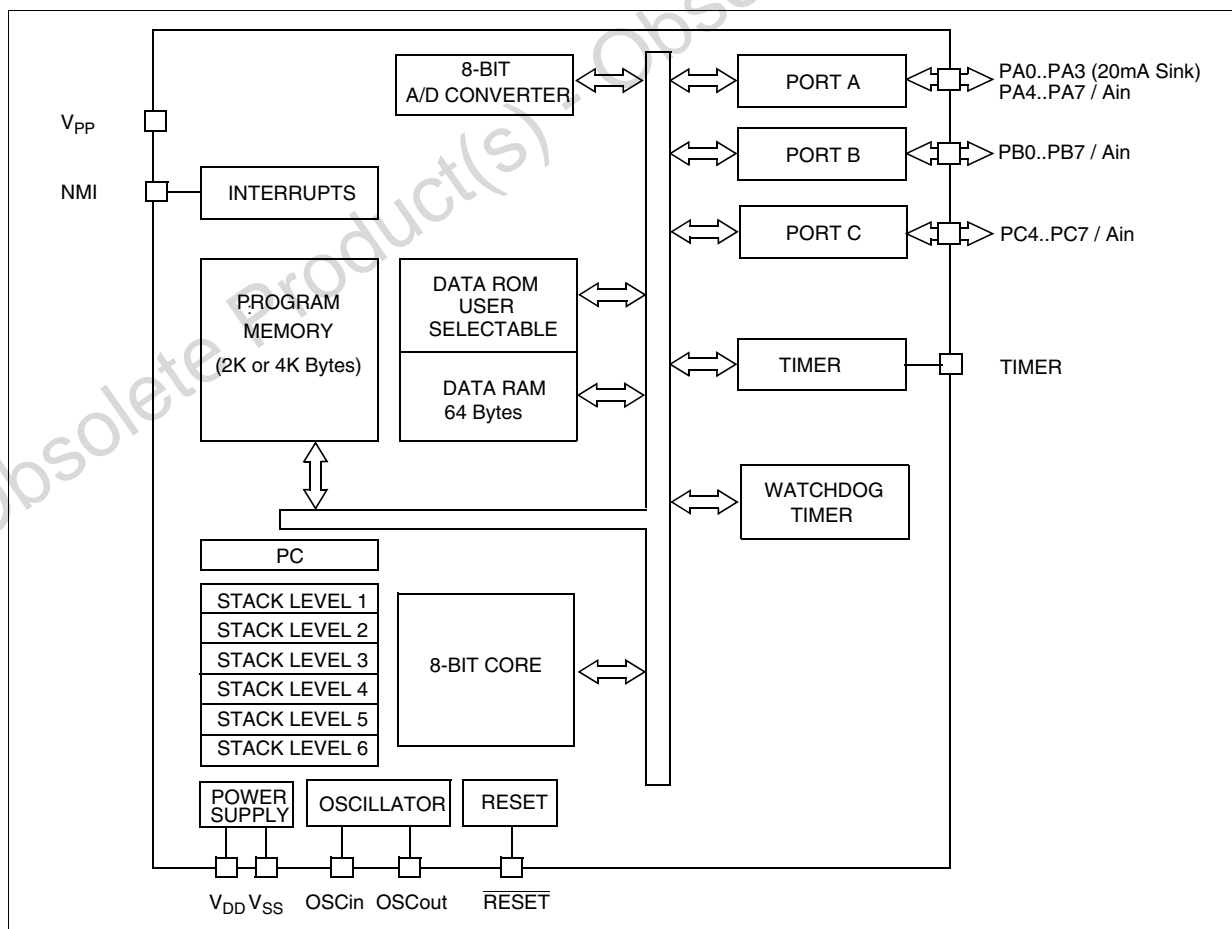 Obsolete Product(s) - Obso
8-BIT
A/D CONVERTER
PORT A
PA0..PA3 (20mA Sink)
PA4..PA7 / Ain
VPP
PORT B
PB0..PB7 / Ain
NMI
INTERRUPTS
PORT C
PC4..PC7 / Ain
PROGRAM
:
MEMORY
(2K or 4K Bytes)
DATA ROM
USER
SELECTABLE
DATA RAM
64 Bytes
TIMER
TIMER
WATCHDOG
TIMER
PC
STACK LEVEL 1
STACK LEVEL 2
STACK LEVEL 3
STACK LEVEL 4
STACK LEVEL 5
STACK LEVEL 6
8-BIT CORE
POWER
SUPPLY
OSCILLATOR
RESET
VDD VSS OSCin OSCout RESET